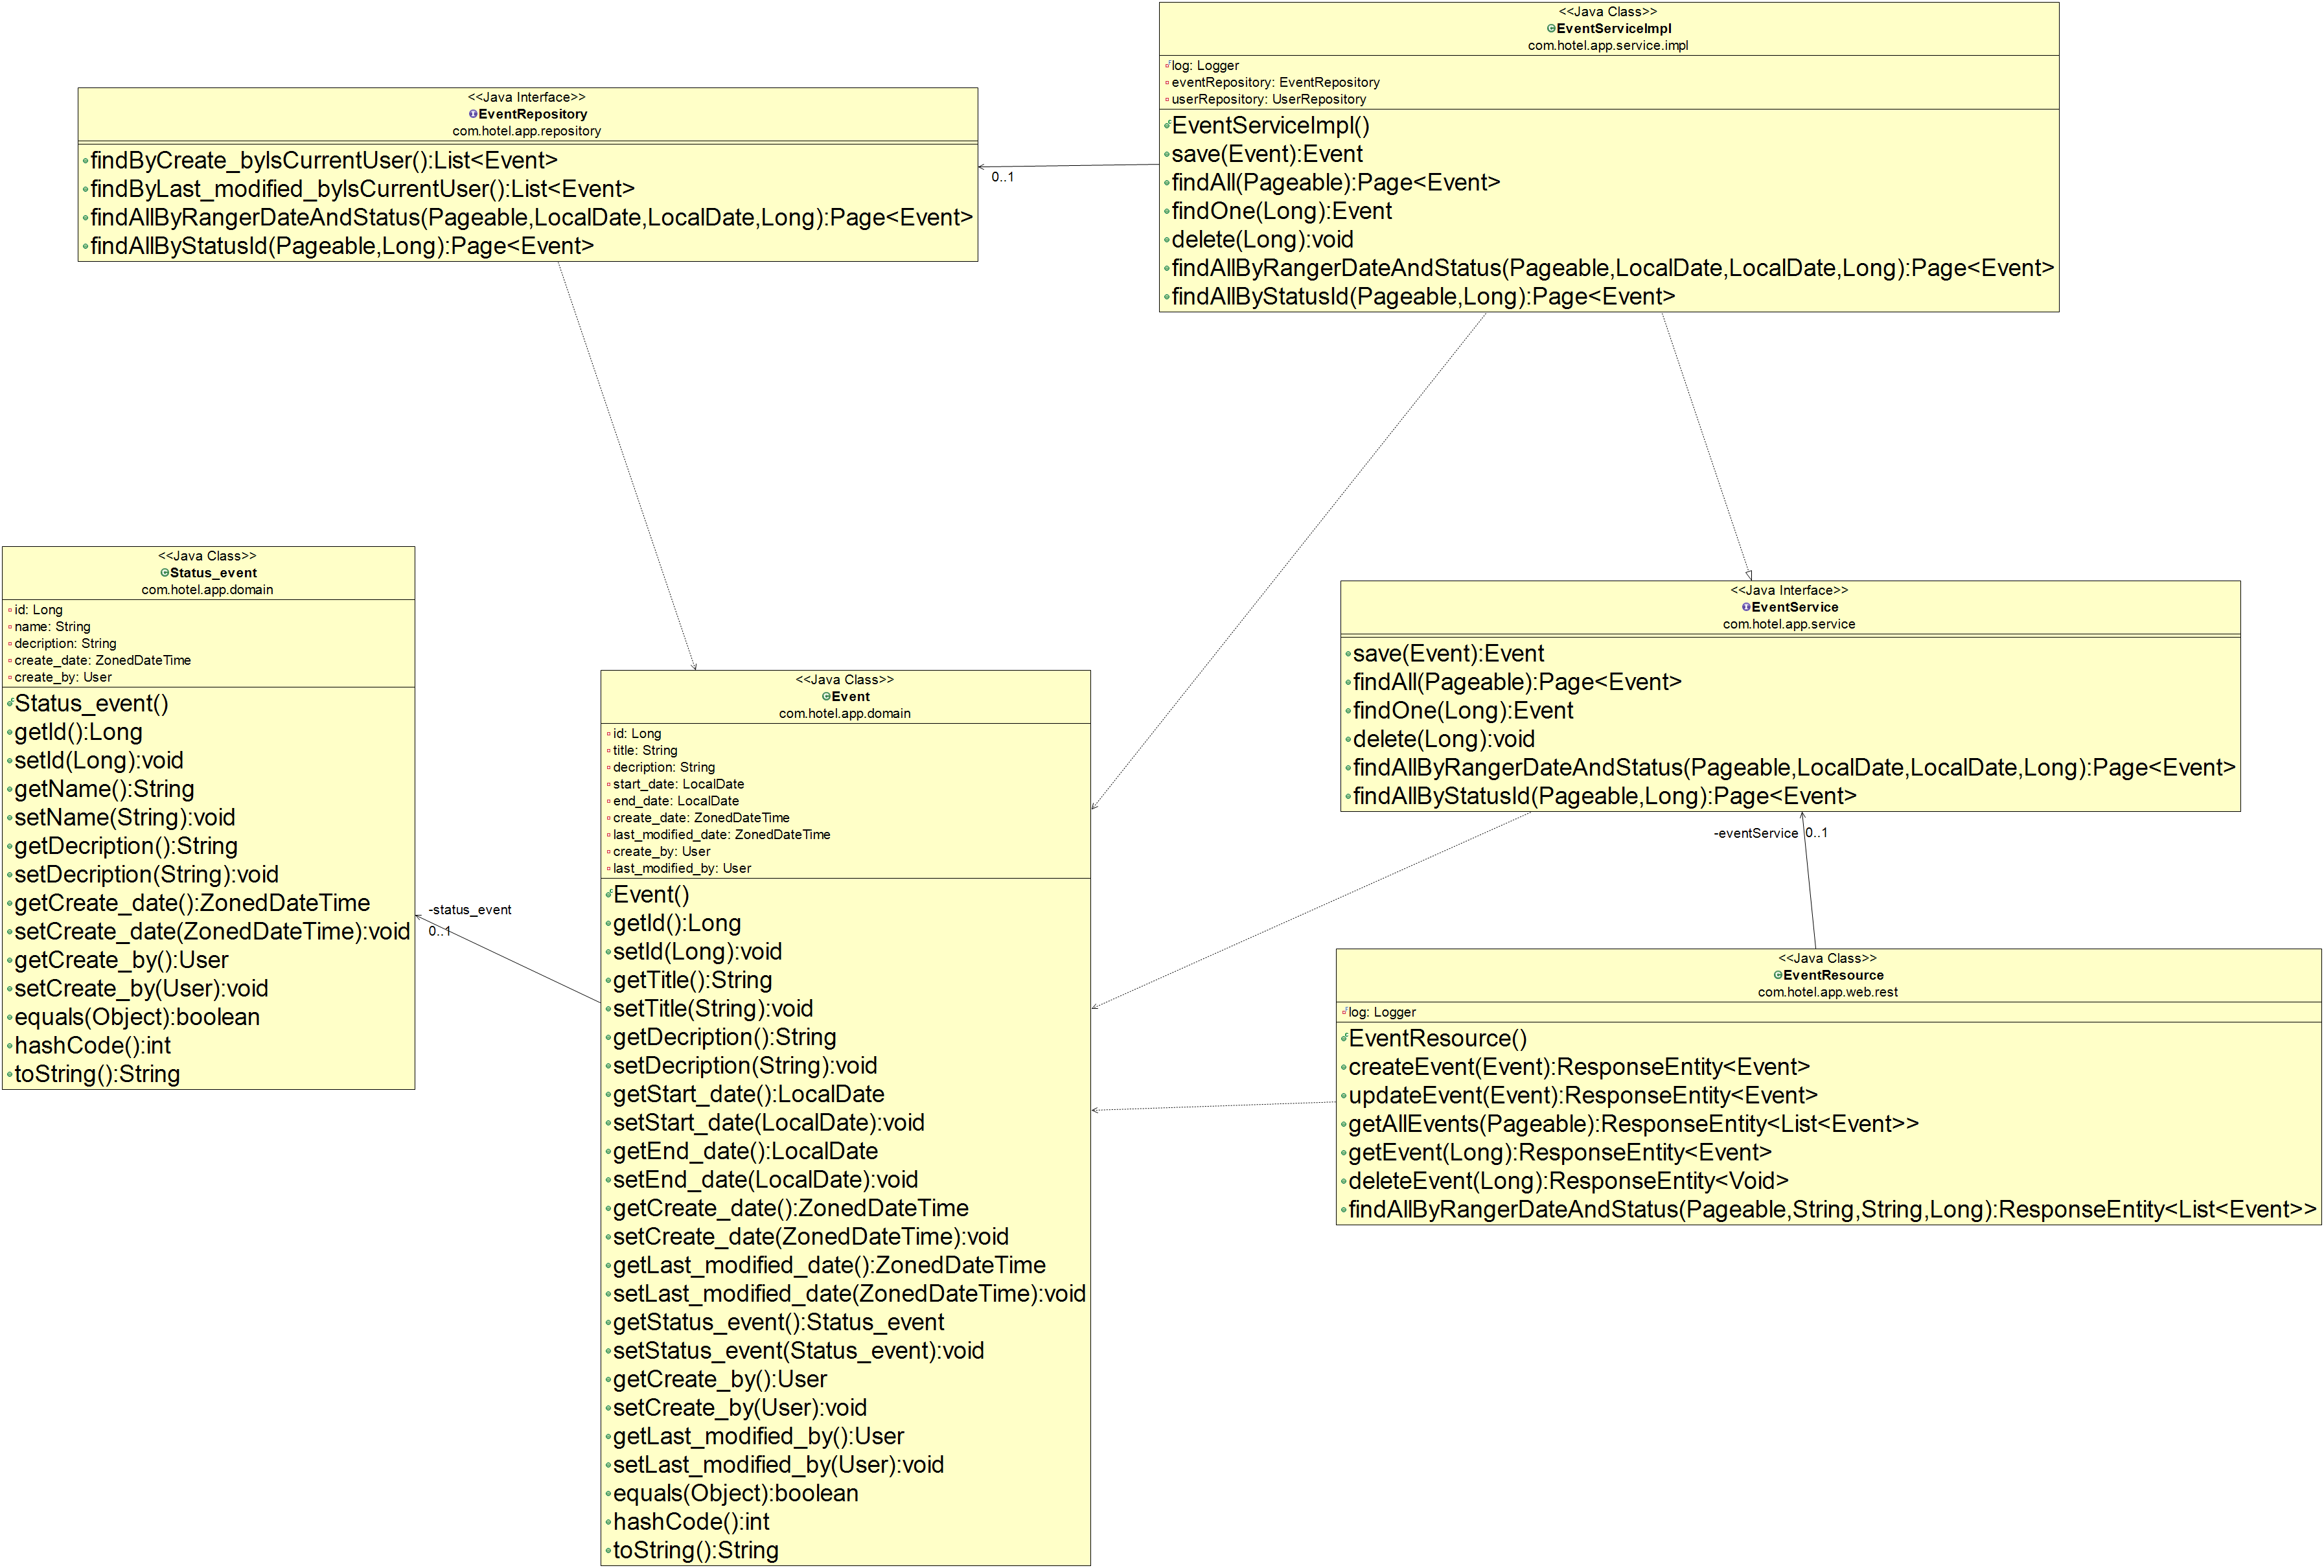 <<Java Class>>
EventServiceImpl
com.hotel.app.service.impl
log: Logger
eventRepository: EventRepository
userRepository: UserRepository
EventServiceImpl()
save(Event):Event
findAll(Pageable):Page<Event>
findOne(Long):Event
delete(Long):void
findAllByRangerDateAndStatus(Pageable,LocalDate,LocalDate,Long):Page<Event>
findAllByStatusId(Pageable,Long):Page<Event>
<<Java Interface>>
EventRepository
com.hotel.app.repository
findByCreate_byIsCurrentUser():List<Event>
findByLast_modified_byIsCurrentUser():List<Event>
findAllByRangerDateAndStatus(Pageable,LocalDate,LocalDate,Long):Page<Event>
findAllByStatusId(Pageable,Long):Page<Event>
0..1
<<Java Class>>
Status_event
com.hotel.app.domain
id: Long
name: String
decription: String
create_date: ZonedDateTime
create_by: User
Status_event()
getId():Long
setId(Long):void
getName():String
setName(String):void
getDecription():String
setDecription(String):void
getCreate_date():ZonedDateTime
setCreate_date(ZonedDateTime):void
getCreate_by():User
setCreate_by(User):void
equals(Object):boolean
hashCode():int
toString():String
-status_event
0..1
<<Java Class>>
Event
com.hotel.app.domain
id: Long
title: String
decription: String
start_date: LocalDate
end_date: LocalDate
create_date: ZonedDateTime
last_modified_date: ZonedDateTime
create_by: User
last_modified_by: User
Event()
getId():Long
setId(Long):void
getTitle():String
setTitle(String):void
getDecription():String
setDecription(String):void
getStart_date():LocalDate
setStart_date(LocalDate):void
getEnd_date():LocalDate
setEnd_date(LocalDate):void
getCreate_date():ZonedDateTime
setCreate_date(ZonedDateTime):void
getLast_modified_date():ZonedDateTime
setLast_modified_date(ZonedDateTime):void
getStatus_event():Status_event
setStatus_event(Status_event):void
getCreate_by():User
setCreate_by(User):void
getLast_modified_by():User
setLast_modified_by(User):void
equals(Object):boolean
hashCode():int
toString():String
<<Java Interface>>
EventService
com.hotel.app.service
save(Event):Event
findAll(Pageable):Page<Event>
findOne(Long):Event
delete(Long):void
findAllByRangerDateAndStatus(Pageable,LocalDate,LocalDate,Long):Page<Event>
findAllByStatusId(Pageable,Long):Page<Event>
-eventService 0..1
<<Java Class>>
EventResource
com.hotel.app.web.rest
log: Logger
EventResource()
createEvent(Event):ResponseEntity<Event>
updateEvent(Event):ResponseEntity<Event>
getAllEvents(Pageable):ResponseEntity<List<Event>>
getEvent(Long):ResponseEntity<Event>
deleteEvent(Long):ResponseEntity<Void>
findAllByRangerDateAndStatus(Pageable,String,String,Long):ResponseEntity<List<Event>>